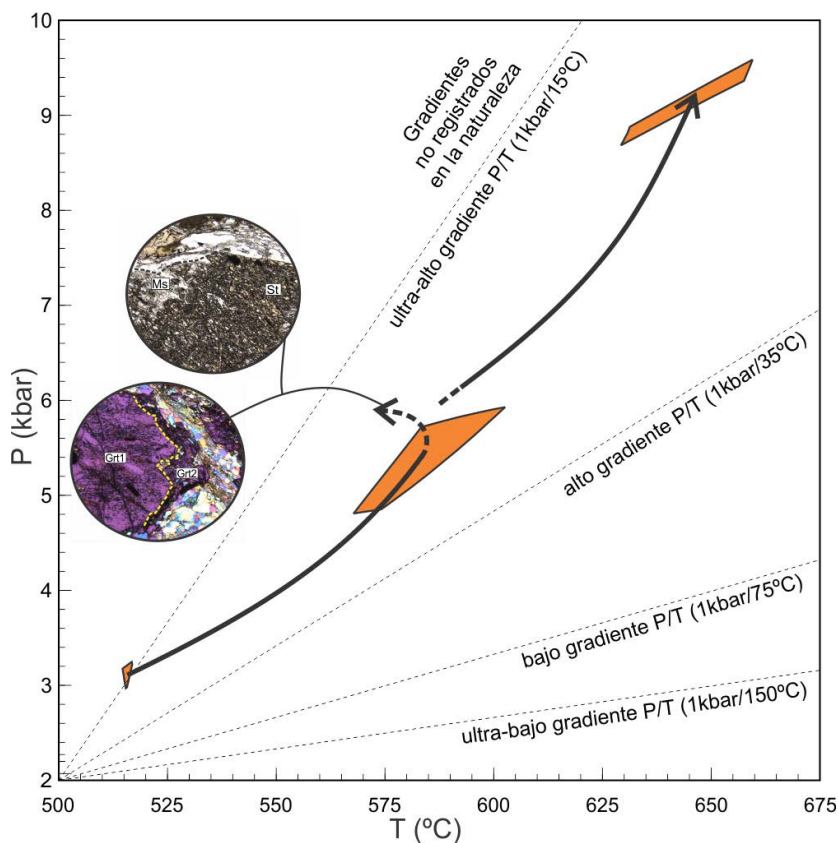 10
9
8
7
6
5
4
3
2
P (kbar)
Gradientes
no registrados
en la naturaleza
ultra-alto gradiente P/T (1kbar/15ºC)
alto gradiente P/T (1kbar/35ºC)
bajo gradiente P/T (1kbar/75ºC)
ultra-bajo gradiente P/T (1kbar/150ºC)
Ms
St
Grt1
Grt2
500 525 550 575 600 625 650 675
T (ºC)